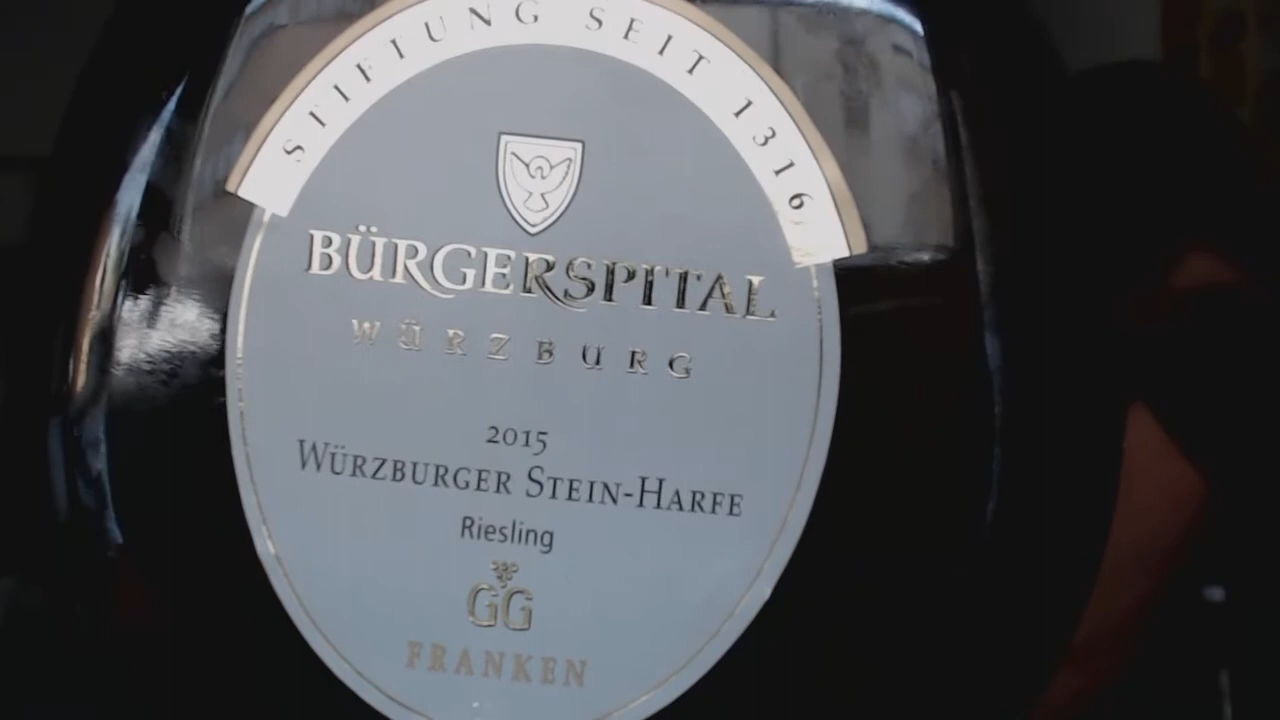 STIFTUNG SEIT 1316
BÜRGERSPITAL
WÜRZBURG
2015
WÜRZBURGER STEIN-HARFE
Riesling
GG
FRANKEN